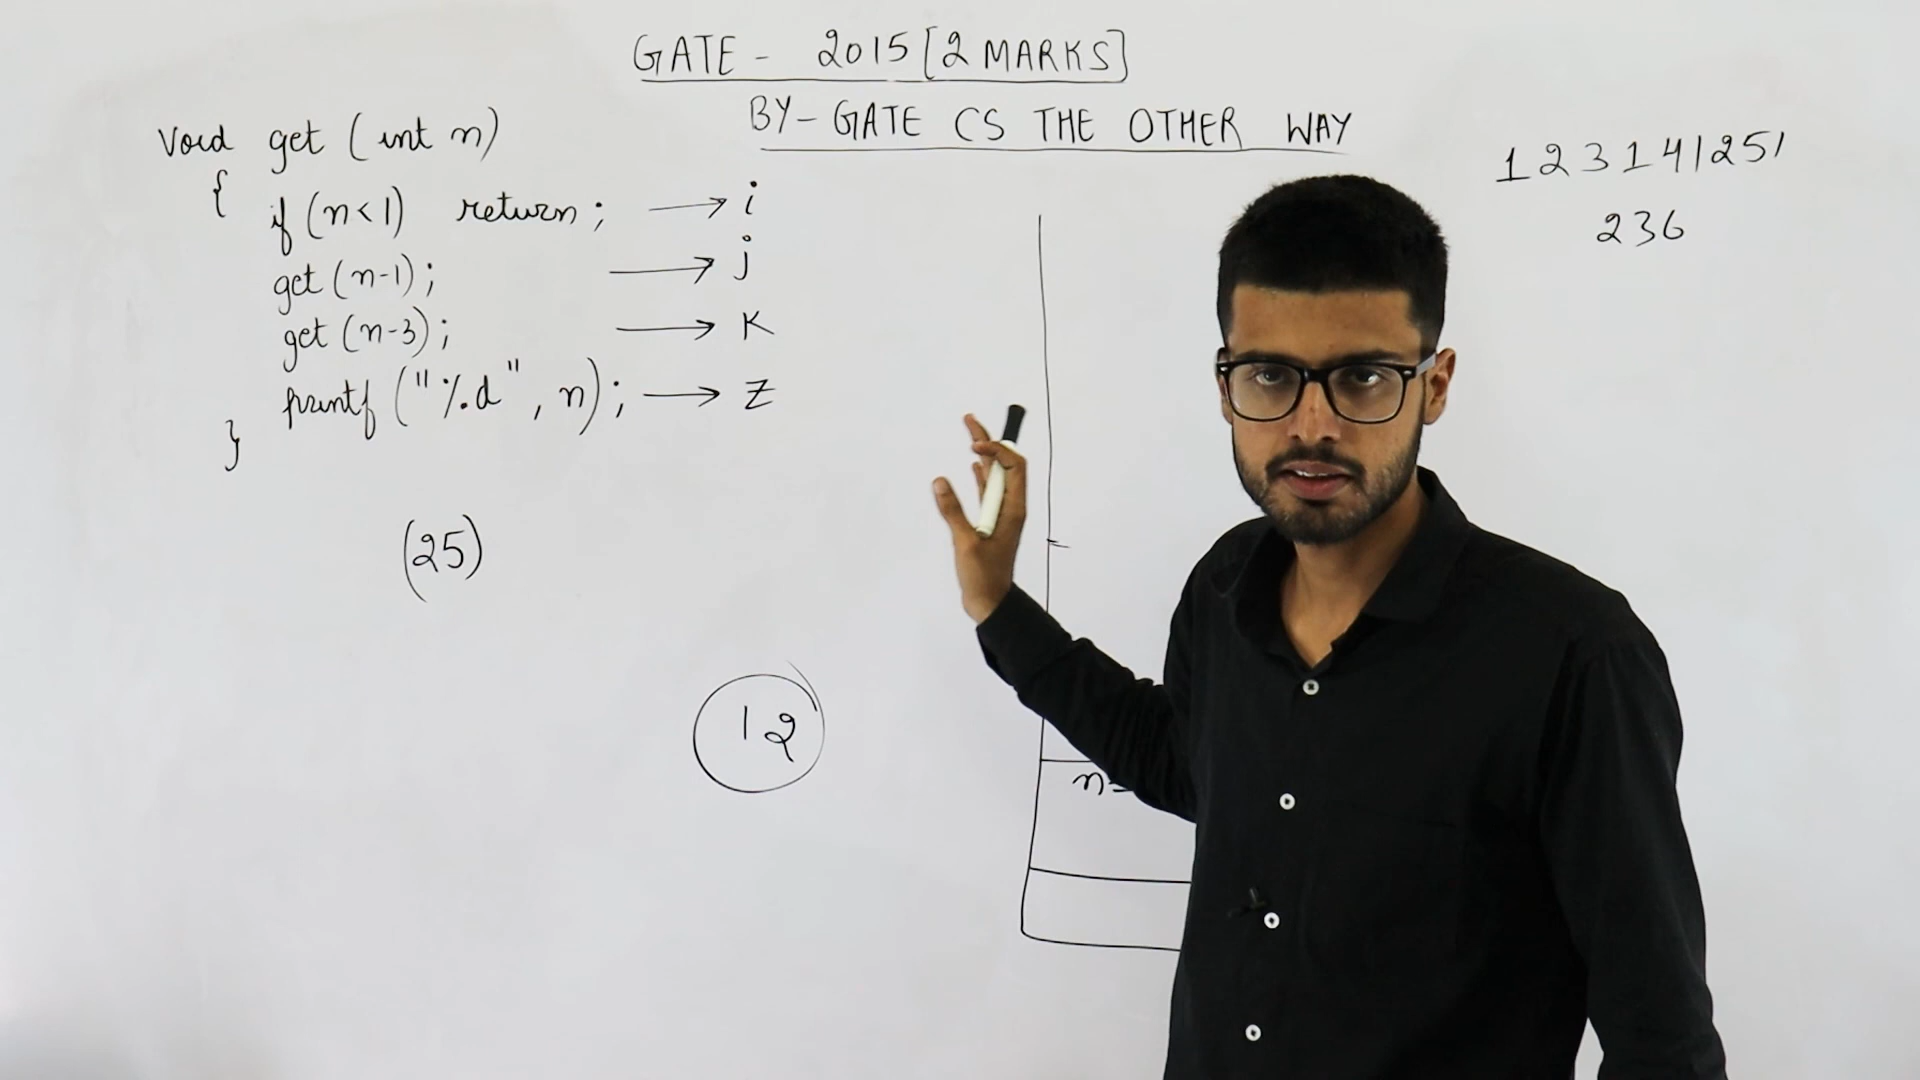 GATE - 2015 [2 MARKS]
BY- GATE CS THE OTHER WAY
Void get (int n)
{ if (n<1) return; → i
get (n-1); → j
get (n-3); → K
printf ("%d", n); → Z
}
(25)
12
1 2 3 1 4 1 2 5 1
2 3 6
n=